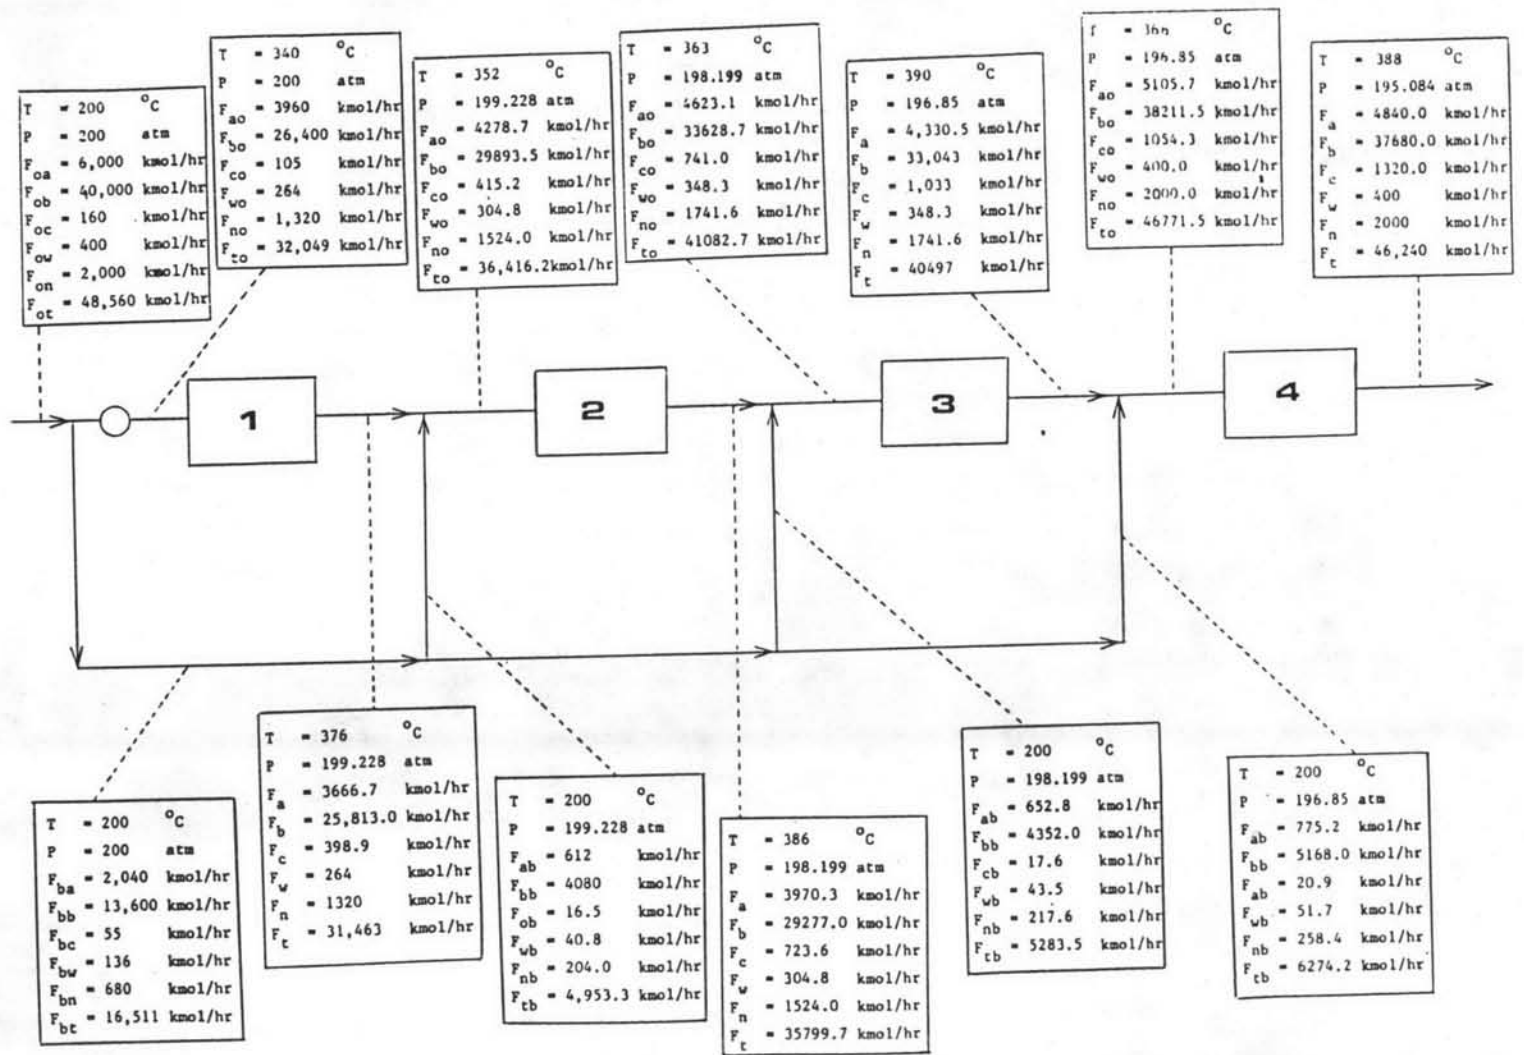 T = 200 °C
P = 200 atm
F_oa = 6,000 kmol/hr
F_ob = 40,000 kmol/hr
F_oc = 160 kmol/hr
F_ow = 400 kmol/hr
F_on = 2,000 kmol/hr
F_ot = 48,560 kmol/hr
T = 340 °C
P = 200 atm
F_ao = 3960 kmol/hr
F_bo = 26,400 kmol/hr
F_co = 105 kmol/hr
F_wo = 264 kmol/hr
F_no = 1,320 kmol/hr
F_to = 32,049 kmol/hr
T = 352 °C
P = 199.228 atm
F_ao = 4278.7 kmol/hr
F_bo = 29893.5 kmol/hr
F_co = 415.2 kmol/hr
F_wo = 304.8 kmol/hr
F_no = 1524.0 kmol/hr
F_to = 36,416.2kmol/hr
T = 363 °C
P = 198.199 atm
F_ao = 4623.1 kmol/hr
F_bo = 33628.7 kmol/hr
F_co = 741.0 kmol/hr
F_wo = 348.3 kmol/hr
F_no = 1741.6 kmol/hr
F_to = 41082.7 kmol/hr
T = 390 °C
P = 196.85 atm
F_a = 4,330.5 kmol/hr
F_b = 33,043 kmol/hr
F_c = 1,033 kmol/hr
F_w = 348.3 kmol/hr
F_n = 1741.6 kmol/hr
F_t = 40497 kmol/hr
T = 366 °C
P = 196.85 atm
F_ao = 5105.7 kmol/hr
F_bo = 38211.5 kmol/hr
F_co = 1054.3 kmol/hr
F_wo = 400.0 kmol/hr
F_no = 2000.0 kmol/hr
F_to = 46771.5 kmol/hr
T = 388 °C
P = 195.084 atm
F_a = 4840.0 kmol/hr
F_b = 37680.0 kmol/hr
F_c = 1320.0 kmol/hr
F_w = 400 kmol/hr
F_n = 2000 kmol/hr
F_t = 46,240 kmol/hr
1
2
3
4
T = 200 °C
P = 200 atm
F_ba = 2,040 kmol/hr
F_bb = 13,600 kmol/hr
F_bc = 55 kmol/hr
F_bw = 136 kmol/hr
F_bn = 680 kmol/hr
F_bt = 16,511 kmol/hr
T = 376 °C
P = 199.228 atm
F_a = 3666.7 kmol/hr
F_b = 25,813.0 kmol/hr
F_c = 398.9 kmol/hr
F_w = 264 kmol/hr
F_n = 1320 kmol/hr
F_t = 31,463 kmol/hr
T = 200 °C
P = 199.228 atm
F_ab = 612 kmol/hr
F_bb = 4080 kmol/hr
F_ob = 16.5 kmol/hr
F_wb = 40.8 kmol/hr
F_nb = 204.0 kmol/hr
F_tb = 4,953.3 kmol/hr
T = 386 °C
P = 198.199 atm
F_a = 3970.3 kmol/hr
F_b = 29277.0 kmol/hr
F_c = 723.6 kmol/hr
F_w = 304.8 kmol/hr
F_n = 1524.0 kmol/hr
F_t = 35799.7 kmol/hr
T = 200 °C
P = 198.199 atm
F_ab = 652.8 kmol/hr
F_bb = 4352.0 kmol/hr
F_cb = 17.6 kmol/hr
F_wb = 43.5 kmol/hr
F_nb = 217.6 kmol/hr
F_tb = 5283.5 kmol/hr
T = 200 °C
P = 196.85 atm
F_ab = 775.2 kmol/hr
F_bb = 5168.0 kmol/hr
F_ab = 20.9 kmol/hr
F_wb = 51.7 kmol/hr
F_nb = 258.4 kmol/hr
F_tb = 6274.2 kmol/hr